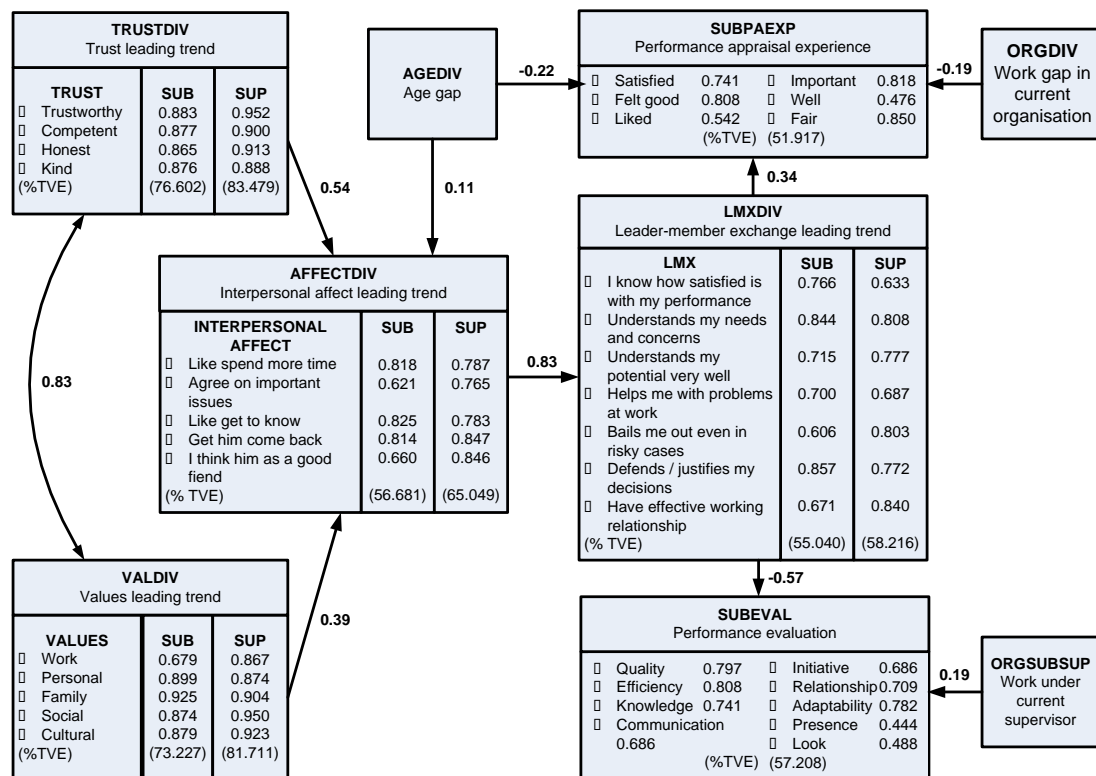 TRUSTDIV
Trust leading trend
TRUST SUB SUP
Trustworthy 0.883 0.952
Competent 0.877 0.900
Honest 0.865 0.913
Kind 0.876 0.888
(%TVE) (76.602) (83.479)
AGEDIV
Age gap
-0.22
SUBPAEXP
Performance appraisal experience
Satisfied 0.741 Important 0.818
Felt good 0.808 Well 0.476
Liked 0.542 Fair 0.850
(%TVE) (51.917)
-0.19
ORGDIV
Work gap in
current
organisation
0.54
0.11
0.34
0.83
AFFECTDIV
Interpersonal affect leading trend
INTERPERSONAL SUB SUP
AFFECT
Like spend more time 0.818 0.787
Agree on important 0.621 0.765
issues
Like get to know 0.825 0.783
Get him come back 0.814 0.847
I think him as a good 0.660 0.846
fiend
(% TVE) (56.681) (65.049)
0.83
LMXDIV
Leader-member exchange leading trend
LMX SUB SUP
I know how satisfied is 0.766 0.633
with my performance
Understands my needs 0.844 0.808
and concerns
Understands my 0.715 0.777
potential very well
Helps me with problems 0.700 0.687
at work
Bails me out even in 0.606 0.803
risky cases
Defends / justifies my 0.857 0.772
decisions
Have effective working 0.671 0.840
relationship
(% TVE) (55.040) (58.216)
VALDIV
Values leading trend
VALUES SUB SUP
Work 0.679 0.867
Personal 0.899 0.874
Family 0.925 0.904
Social 0.874 0.950
Cultural 0.879 0.923
(%TVE) (73.227) (81.711)
0.39
-0.57
SUBEVAL
Performance evaluation
Quality 0.797 Initiative 0.686
Efficiency 0.808 Relationship 0.709
Knowledge 0.741 Adaptability 0.782
Communication Presence 0.444
0.686 Look 0.488
(%TVE) (57.208)
0.19
ORGSUBSUP
Work under
current
supervisor